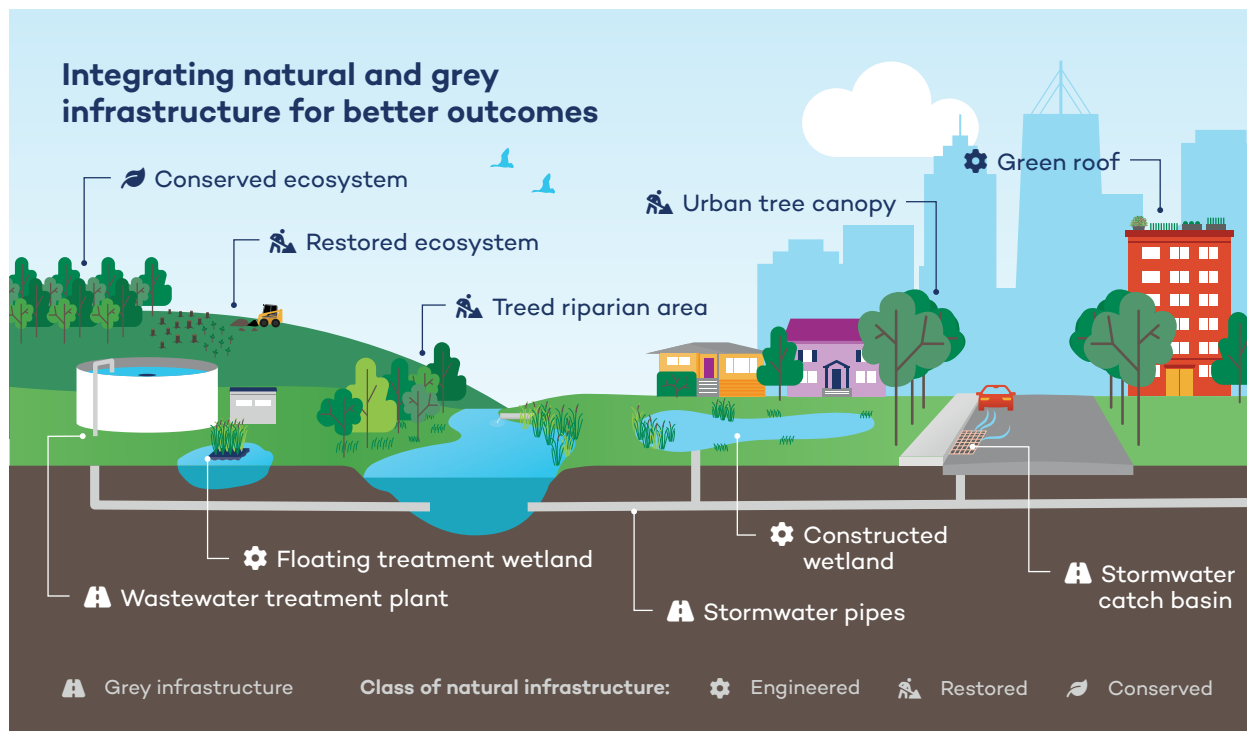 Integrating natural and grey
infrastructure for better outcomes
Conserved ecosystem
Restored ecosystem
Treed riparian area
Urban tree canopy
Green roof
Floating treatment wetland
Wastewater treatment plant
Constructed
wetland
Stormwater pipes
Stormwater
catch basin
Grey infrastructure
Class of natural infrastructure:
Engineered
Restored
Conserved